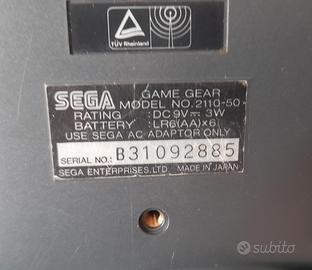 TÜV Rheinland
SEGA GAME GEAR
MODEL NO. 2110-50
RATING : DC 9V ⎓ 3W
BATTERY : LR6(AA)×6
USE SEGA AC ADAPTOR ONLY
SERIAL NO.: B31092885
SEGA ENTERPRISES, LTD. MADE IN JAPAN
subito